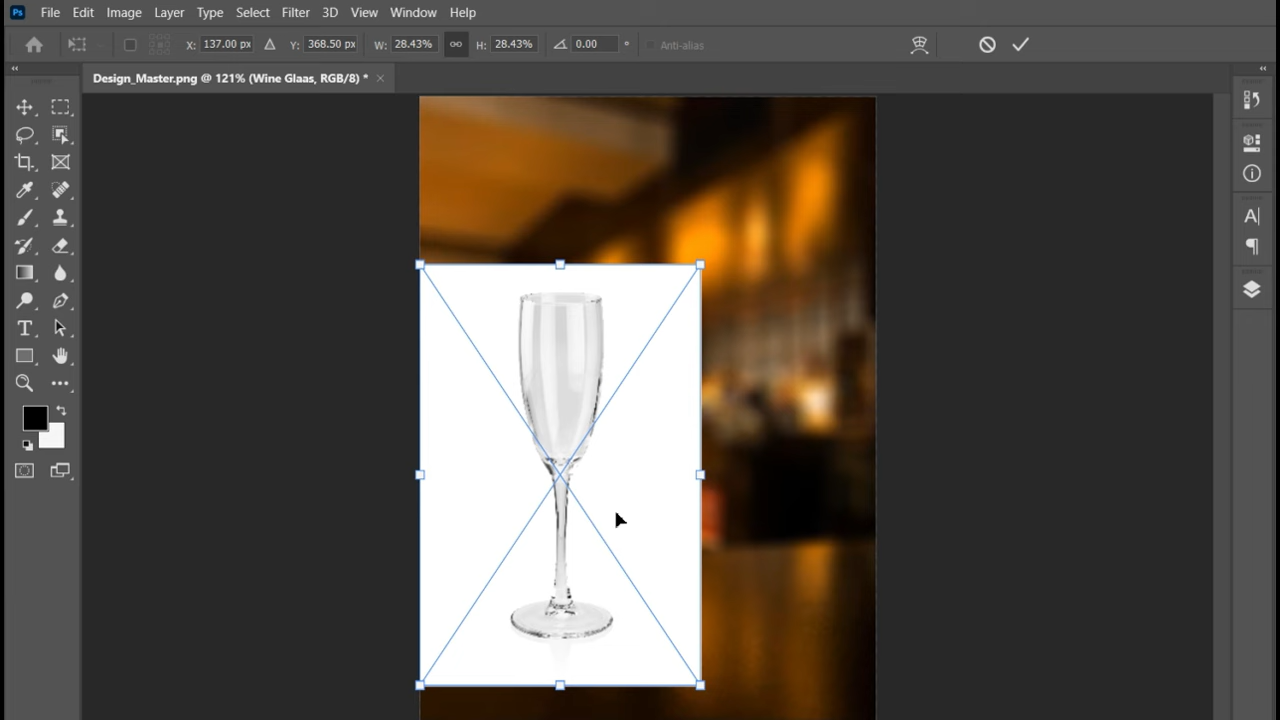 Ps File Edit Image Layer Type Select Filter 3D View Window Help
X: 137.00 px Y: 368.50 px W: 28.43% H: 28.43% 0.00 ° Anti-alias
Design_Master.png @ 121% (Wine Glaas, RGB/8) * ×